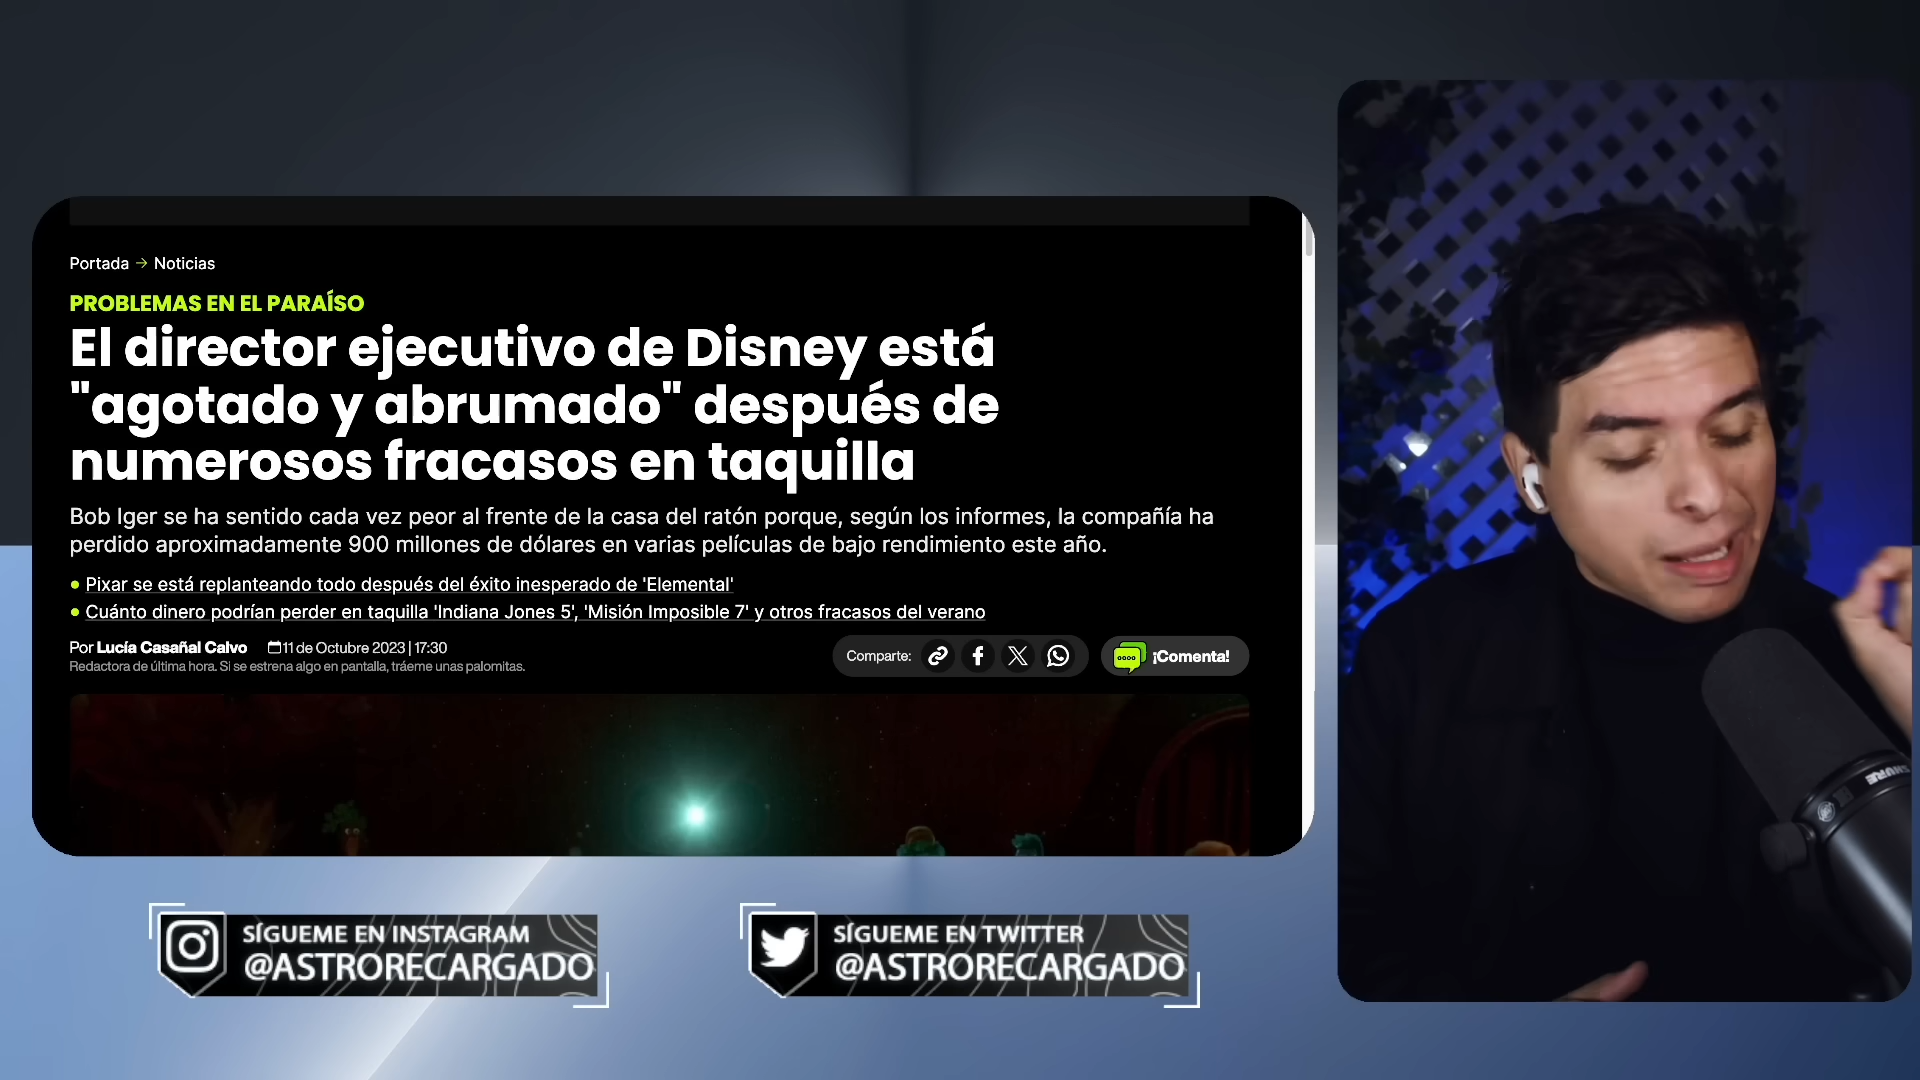 Portada → Noticias
PROBLEMAS EN EL PARAÍSO
El director ejecutivo de Disney está
"agotado y abrumado" después de
numerosos fracasos en taquilla
Bob Iger se ha sentido cada vez peor al frente de la casa del ratón porque, según los informes, la compañía ha
perdido aproximadamente 900 millones de dólares en varias películas de bajo rendimiento este año.
• Pixar se está replanteando todo después del éxito inesperado de 'Elemental'
• Cuánto dinero podrían perder en taquilla 'Indiana Jones 5', 'Misión Imposible 7' y otros fracasos del verano
Por Lucía Casañal Calvo 11 de Octubre 2023 | 17:30
Redactora de última hora. Si se estrena algo en pantalla, tráeme unas palomitas.
Comparte:
¡Comenta!
SÍGUEME EN INSTAGRAM
@ASTRORECARGADO
SÍGUEME EN TWITTER
@ASTRORECARGADO
SHURE